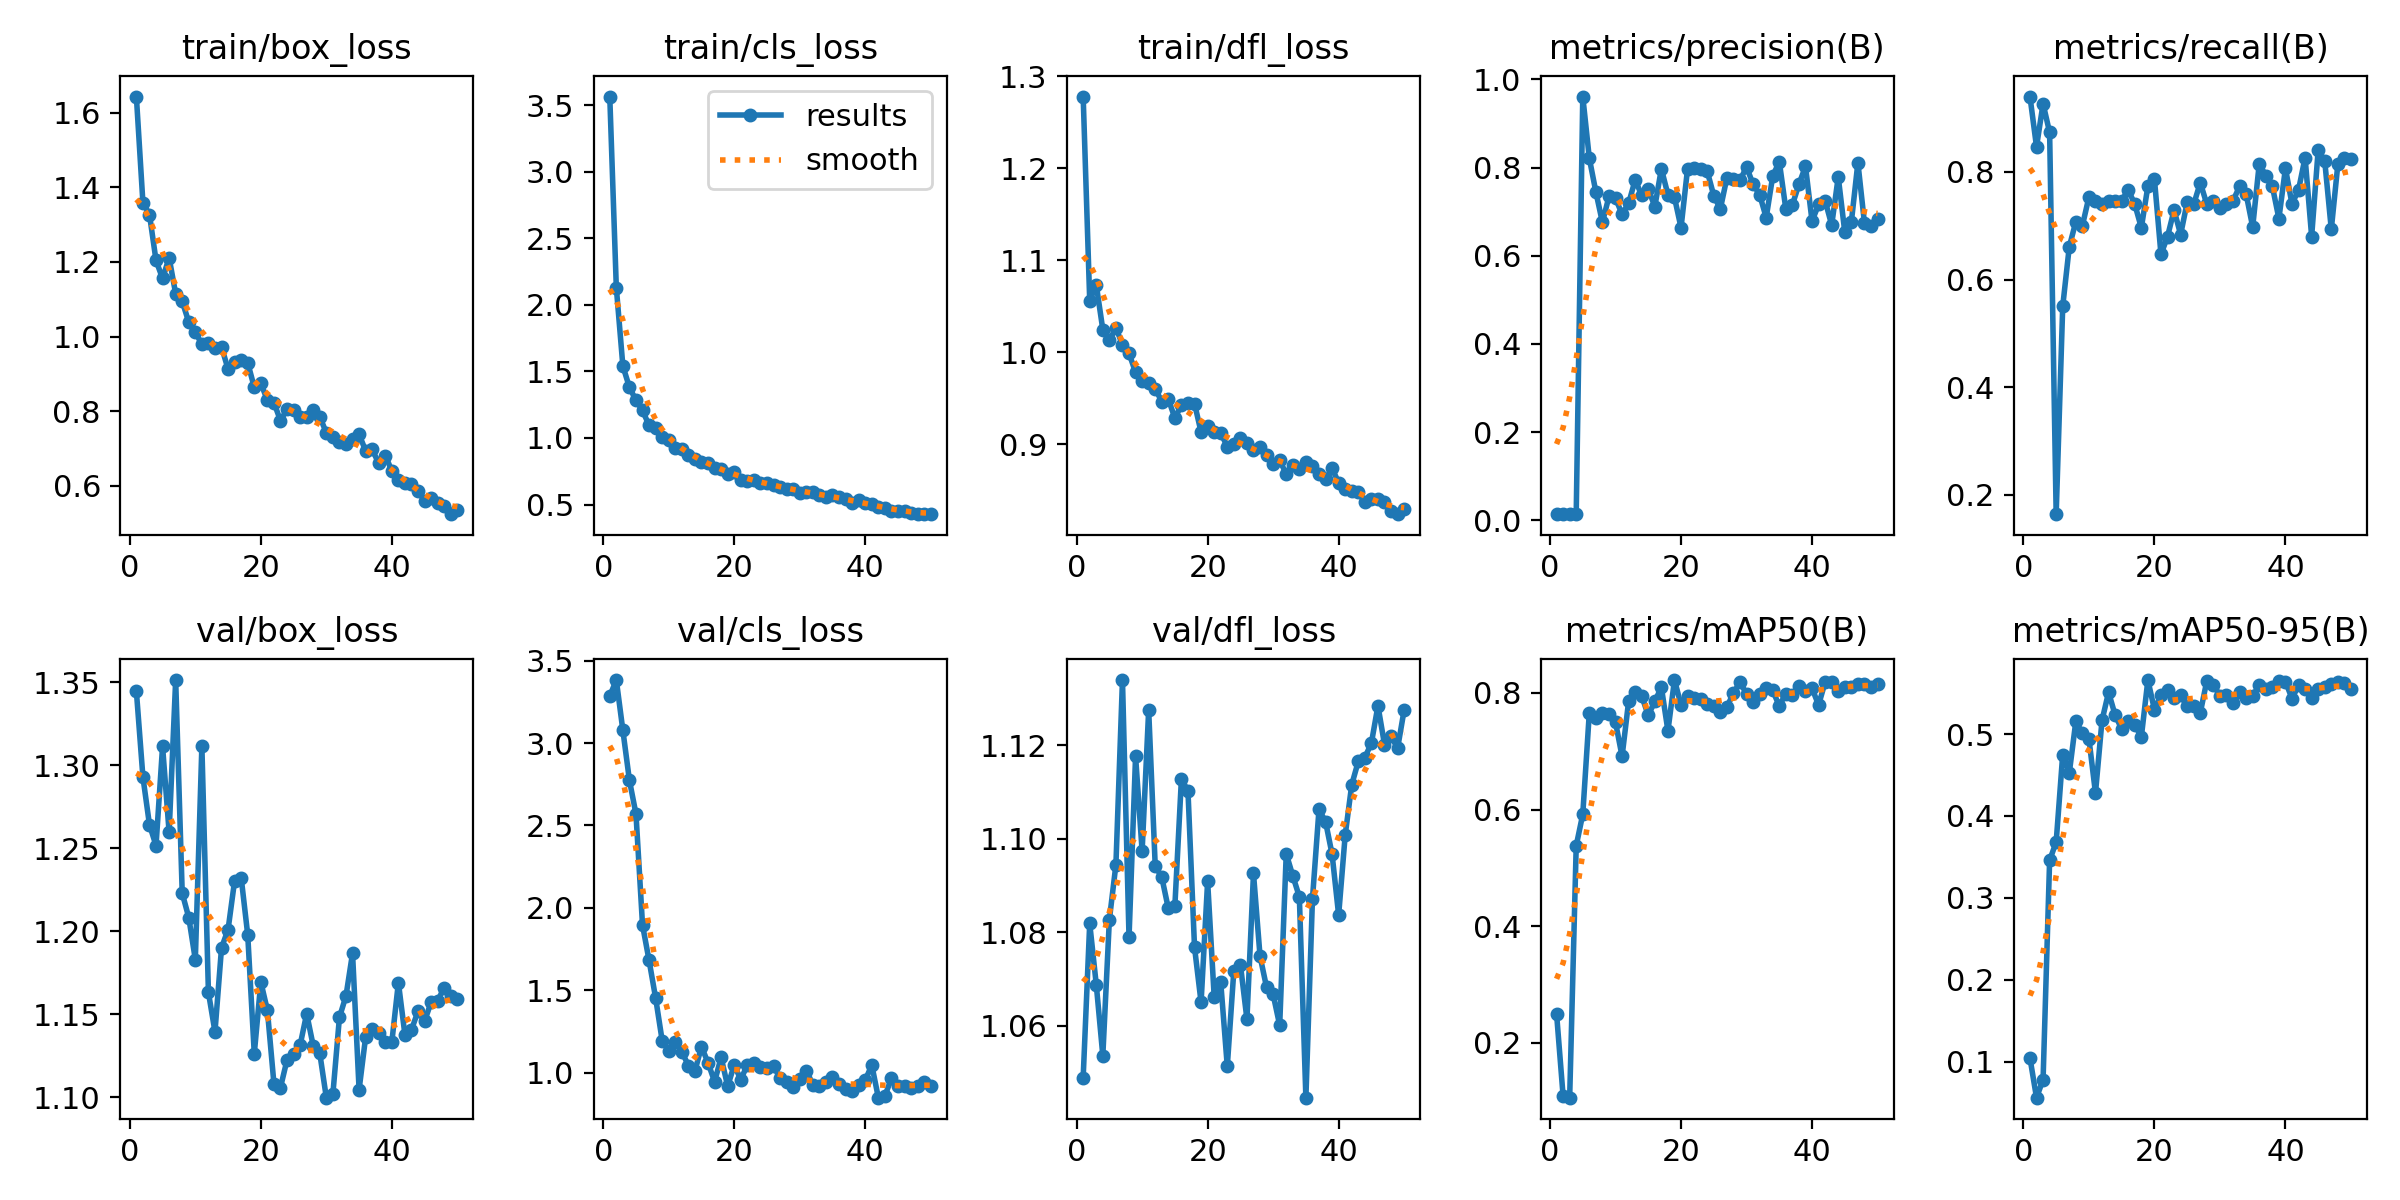 train/box_loss
1.6
1.4
1.2
1.0
0.8
0.6
0 20 40
train/cls_loss
results
smooth
3.5
3.0
2.5
2.0
1.5
1.0
0.5
0 20 40
train/dfl_loss
1.3
1.2
1.1
1.0
0.9
0 20 40
metrics/precision(B)
1.0
0.8
0.6
0.4
0.2
0.0
0 20 40
metrics/recall(B)
0.8
0.6
0.4
0.2
0 20 40
val/box_loss
1.35
1.30
1.25
1.20
1.15
1.10
0 20 40
val/cls_loss
3.5
3.0
2.5
2.0
1.5
1.0
0 20 40
val/dfl_loss
1.12
1.10
1.08
1.06
0 20 40
metrics/mAP50(B)
0.8
0.6
0.4
0.2
0 20 40
metrics/mAP50-95(B)
0.5
0.4
0.3
0.2
0.1
0 20 40